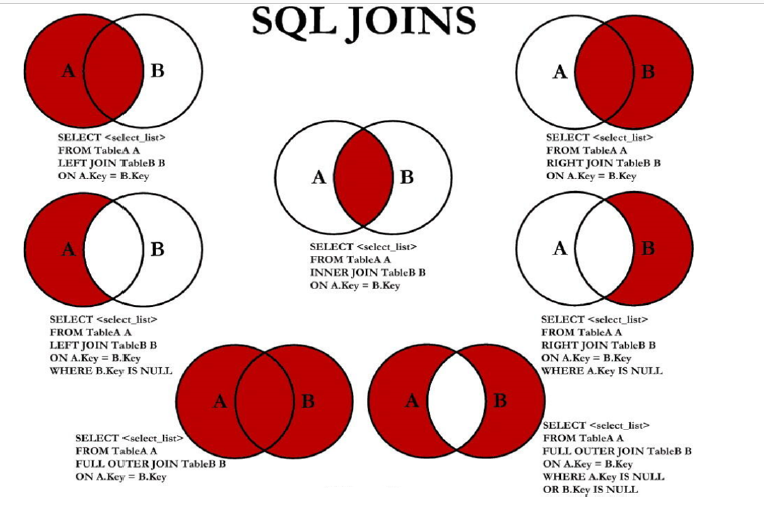 SQL JOINS
A B
SELECT <select_list>
FROM TableA A
LEFT JOIN TableB B
ON A.Key = B.Key
A B
SELECT <select_list>
FROM TableA A
RIGHT JOIN TableB B
ON A.Key = B.Key
A B
SELECT <select_list>
FROM TableA A
INNER JOIN TableB B
ON A.Key = B.Key
A B
SELECT <select_list>
FROM TableA A
LEFT JOIN TableB B
ON A.Key = B.Key
WHERE B.Key IS NULL
A B
SELECT <select_list>
FROM TableA A
RIGHT JOIN TableB B
ON A.Key = B.Key
WHERE A.Key IS NULL
A B
SELECT <select_list>
FROM TableA A
FULL OUTER JOIN TableB B
ON A.Key = B.Key
A B
SELECT <select_list>
FROM TableA A
FULL OUTER JOIN TableB B
ON A.Key = B.Key
WHERE A.Key IS NULL
OR B.Key IS NULL